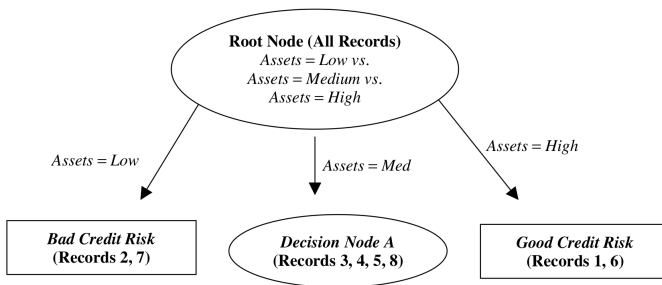 Root Node (All Records)
Assets = Low vs.
Assets = Medium vs.
Assets = High
Assets = Low
Assets = Med
Assets = High
Bad Credit Risk
(Records 2, 7)
Decision Node A
(Records 3, 4, 5, 8)
Good Credit Risk
(Records 1, 6)